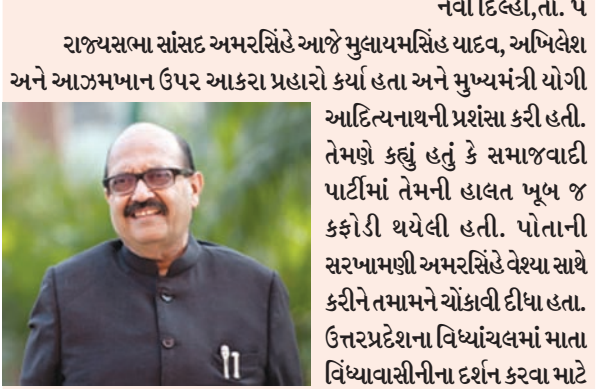 નવી દિલ્હી,તા. ૫
રાજ્યસભા સાંસદ અમરસિંહે આજે મુલાયમસિંહ યાદવ, અખિલેશ
અને આઝમખાન ઉપર આકરા પ્રહારો કર્યા હતા અને મુખ્યમંત્રી યોગી
આદિત્યનાથની પ્રશંસા કરી હતી.
તેમણે કહ્યું હતું કે સમાજવાદી
પાર્ટીમાં તેમની હાલત ખૂબ જ
કફોડી થયેલી હતી. પોતાની
સરખામણી અમરસિંહે વેશ્યા સાથે
કરીને તમામને ચોંકાવી દીધા હતા.
ઉત્તરપ્રદેશના વિધ્યાંચલમાં માતા
વિંધ્યાવાસીનીના દર્શન કરવા માટે